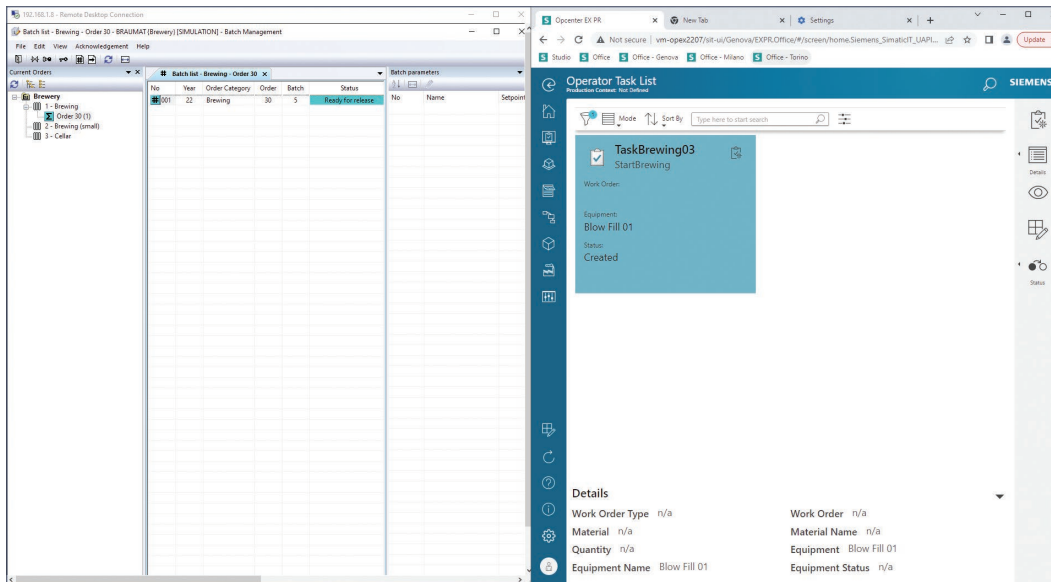 192.168.1.8 - Remote Desktop Connection
Batch list - Brewing - Order 30 - BRAUMAT (Brewery) [SIMULATION] - Batch Management
File Edit View Acknowledgement Help
Current Orders
Brewery
1 - Brewing
Order 30 (1)
2 - Brewing (small)
3 - Cellar
# Batch list - Brewing - Order 30
No Year Order Category Order Batch Status
# 001 22 Brewing 30 5 Ready for release
Batch parameters
No Name Setpoint
Opcenter EX PR
New Tab
Settings
Not secure vm-opex2207/sit-ui/Genova/EXPR.Office/#/screen/home.Siemens_SimaticIT_UAPI...
Update
Studio Office Office - Genova Office - Milano Office - Torino
Operator Task List
Production Context: Not Defined
SIEMENS
Mode Sort By Type here to start search
TaskBrewing03
StartBrewing
Work Order:
Equipment:
Blow Fill 01
Status:
Created
Details
Status
Details
Work Order Type n/a Work Order n/a
Material n/a Material Name n/a
Quantity n/a Equipment Blow Fill 01
Equipment Name Blow Fill 01 Equipment Status n/a